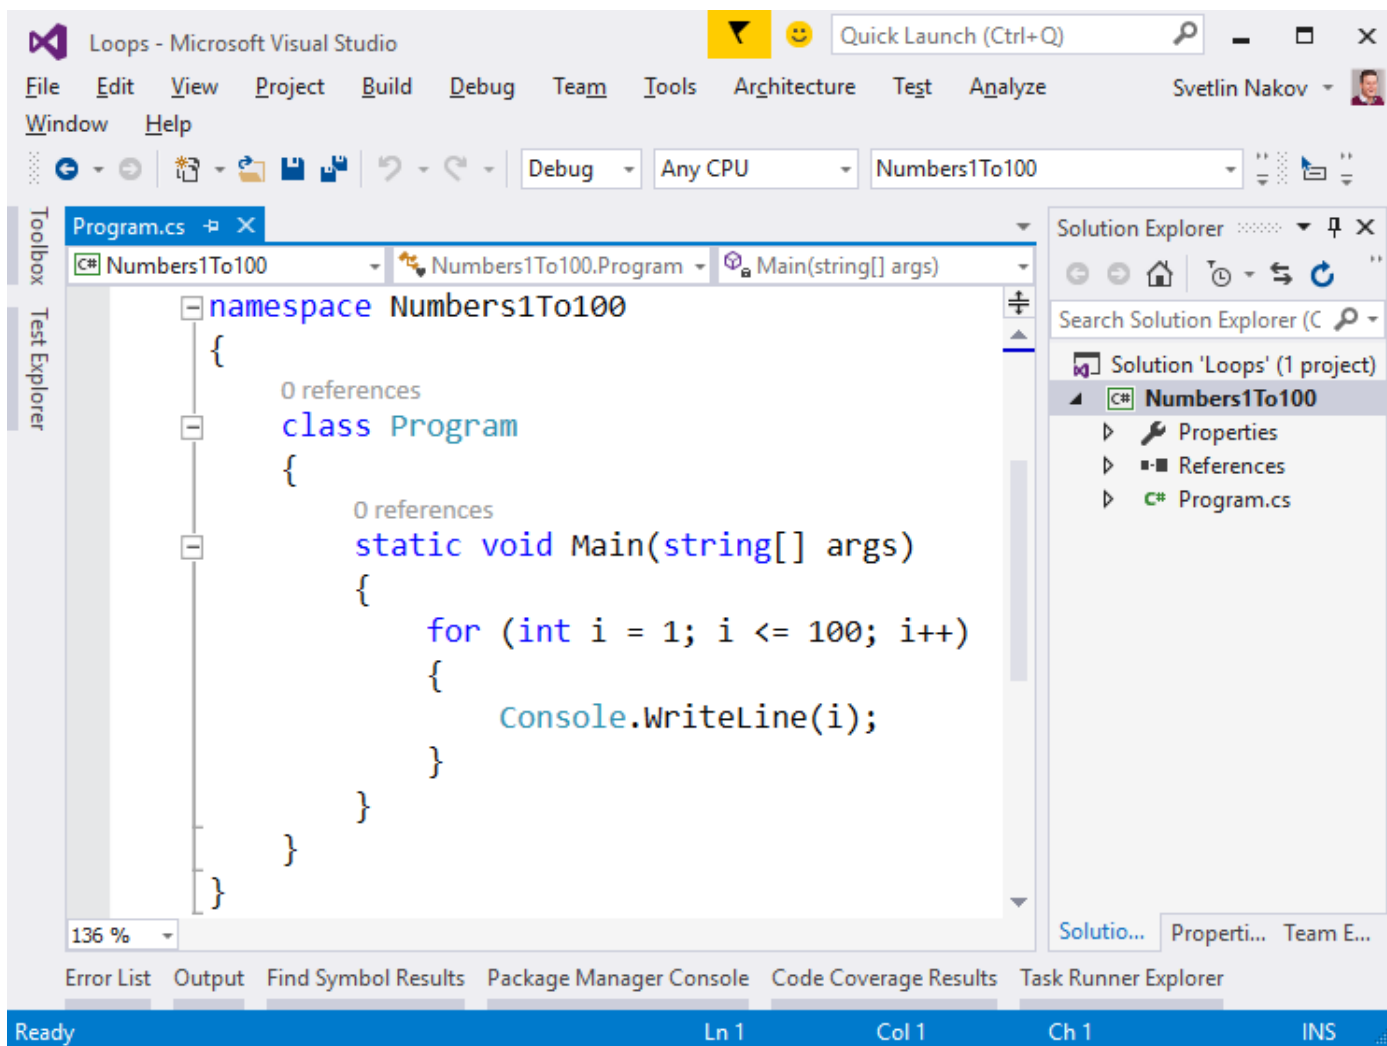 Loops - Microsoft Visual Studio
Quick Launch (Ctrl+Q)
File Edit View Project Build Debug Team Tools Architecture Test Analyze
Svetlin Nakov
Window Help
Debug
Any CPU
Numbers1To100
Toolbox
Test Explorer
Program.cs
C# Numbers1To100
Numbers1To100.Program
Main(string[] args)
namespace Numbers1To100
{
0 references
class Program
{
0 references
static void Main(string[] args)
{
for (int i = 1; i <= 100; i++)
{
Console.WriteLine(i);
}
}
}
}
136 %
Solution Explorer
Search Solution Explorer (C
Solution 'Loops' (1 project)
C# Numbers1To100
Properties
References
C# Program.cs
Solutio... Properti... Team E...
Error List Output Find Symbol Results Package Manager Console Code Coverage Results Task Runner Explorer
Ready Ln 1 Col 1 Ch 1 INS